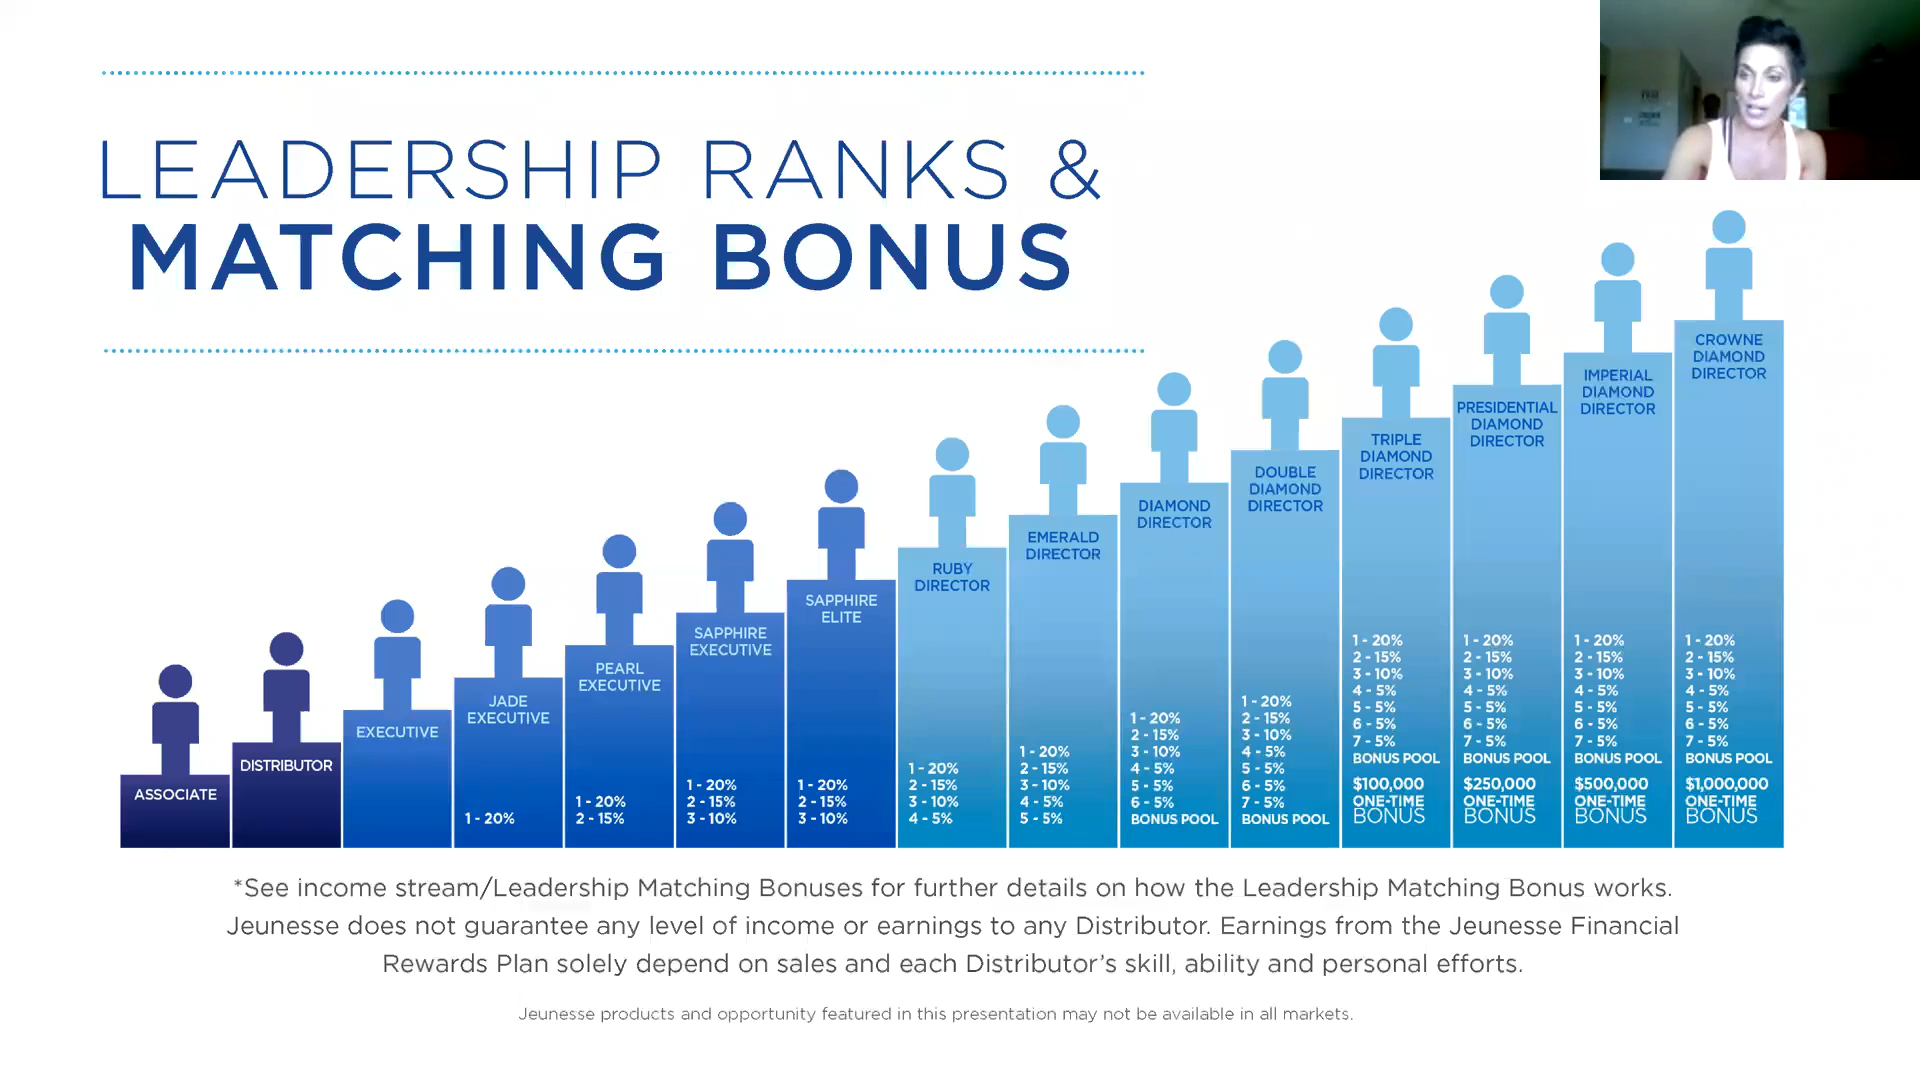 LEADERSHIP RANKS &
MATCHING BONUS
ASSOCIATE
DISTRIBUTOR
EXECUTIVE
JADE
EXECUTIVE
1 - 20%
PEARL
EXECUTIVE
1 - 20%
2 - 15%
SAPPHIRE
EXECUTIVE
1 - 20%
2 - 15%
3 - 10%
SAPPHIRE
ELITE
1 - 20%
2 - 15%
3 - 10%
RUBY
DIRECTOR
1 - 20%
2 - 15%
3 - 10%
4 - 5%
EMERALD
DIRECTOR
1 - 20%
2 - 15%
3 - 10%
4 - 5%
5 - 5%
DIAMOND
DIRECTOR
1 - 20%
2 - 15%
3 - 10%
4 - 5%
5 - 5%
6 - 5%
BONUS POOL
DOUBLE
DIAMOND
DIRECTOR
1 - 20%
2 - 15%
3 - 10%
4 - 5%
5 - 5%
6 - 5%
7 - 5%
BONUS POOL
TRIPLE
DIAMOND
DIRECTOR
1 - 20%
2 - 15%
3 - 10%
4 - 5%
5 - 5%
6 - 5%
7 - 5%
BONUS POOL
$100,000
ONE-TIME
BONUS
PRESIDENTIAL
DIAMOND
DIRECTOR
1 - 20%
2 - 15%
3 - 10%
4 - 5%
5 - 5%
6 - 5%
7 - 5%
BONUS POOL
$250,000
ONE-TIME
BONUS
IMPERIAL
DIAMOND
DIRECTOR
1 - 20%
2 - 15%
3 - 10%
4 - 5%
5 - 5%
6 - 5%
7 - 5%
BONUS POOL
$500,000
ONE-TIME
BONUS
CROWNE
DIAMOND
DIRECTOR
1 - 20%
2 - 15%
3 - 10%
4 - 5%
5 - 5%
6 - 5%
7 - 5%
BONUS POOL
$1,000,000
ONE-TIME
BONUS
*See income stream/Leadership Matching Bonuses for further details on how the Leadership Matching Bonus works.
Jeunesse does not guarantee any level of income or earnings to any Distributor. Earnings from the Jeunesse Financial
Rewards Plan solely depend on sales and each Distributor's skill, ability and personal efforts.
Jeunesse products and opportunity featured in this presentation may not be available in all markets.